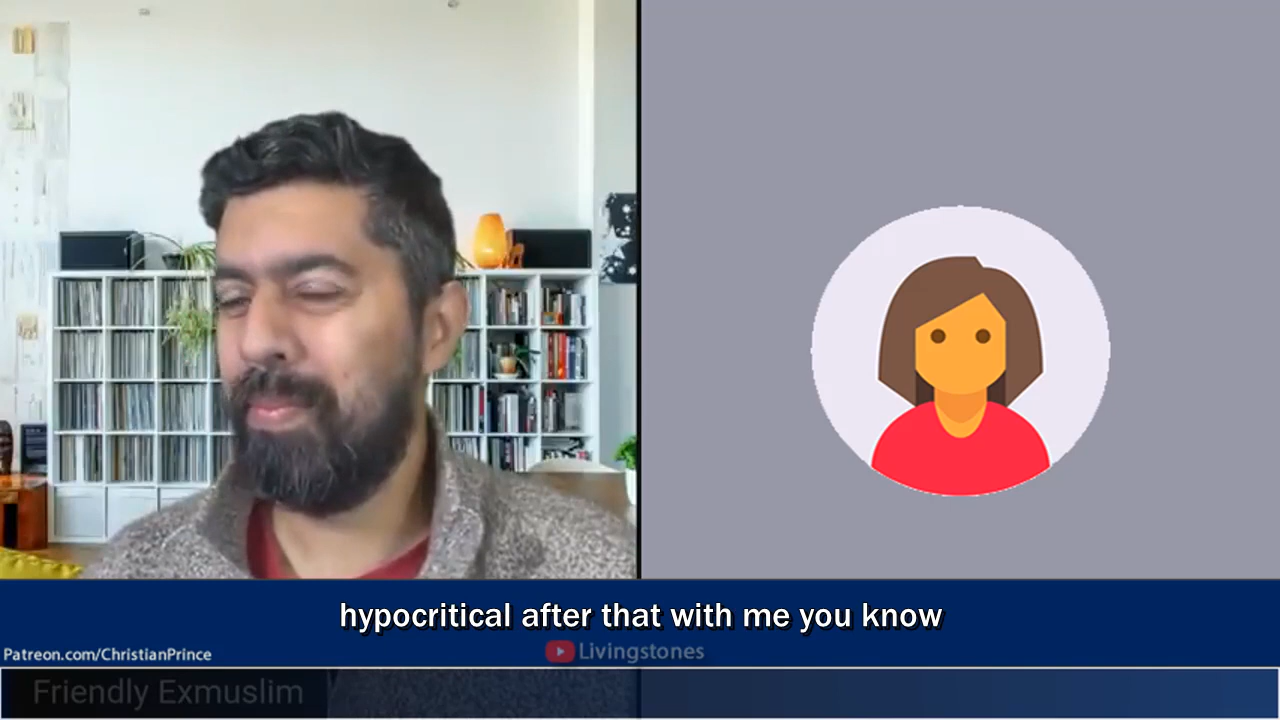 hypocritical after that with me you know
Patreon.com/ChristianPrince
Livingstones
Friendly Exmuslim